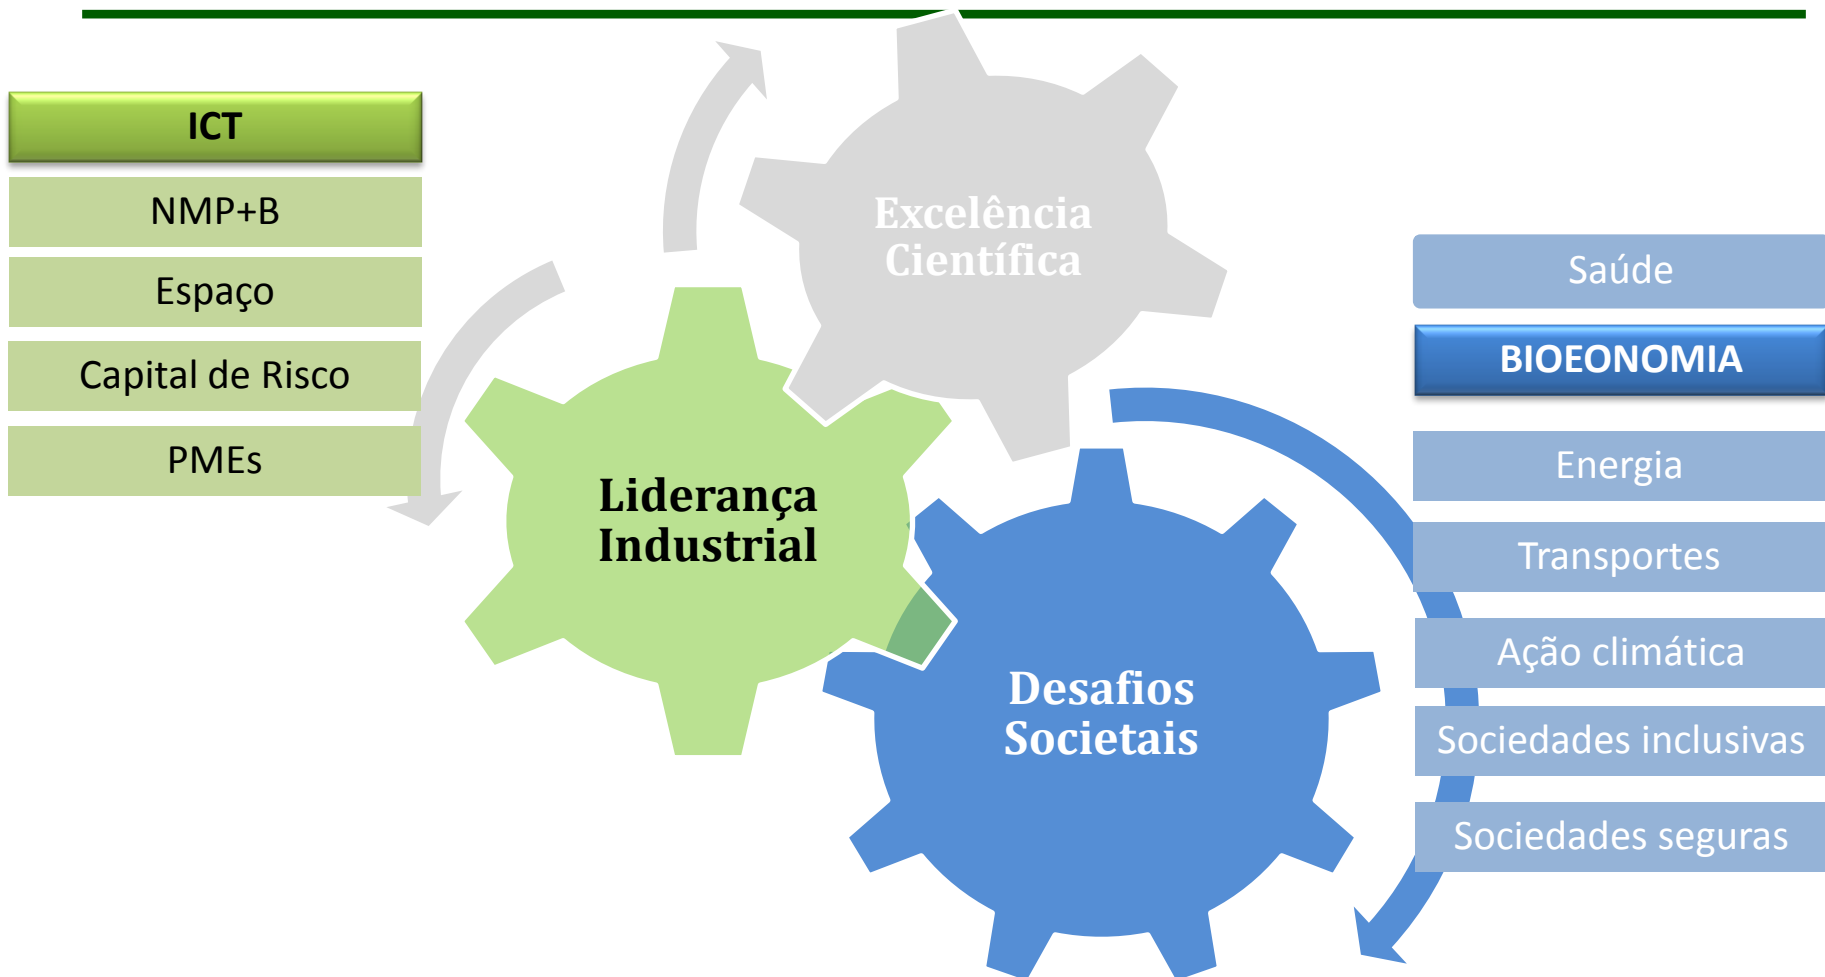 ICT
NMP+B
Espaço
Capital de Risco
PMEs
Excelência
Científica
Liderança
Industrial
Desafios
Societais
Saúde
BIOEONOMIA
Energia
Transportes
Ação climática
Sociedades inclusivas
Sociedades seguras